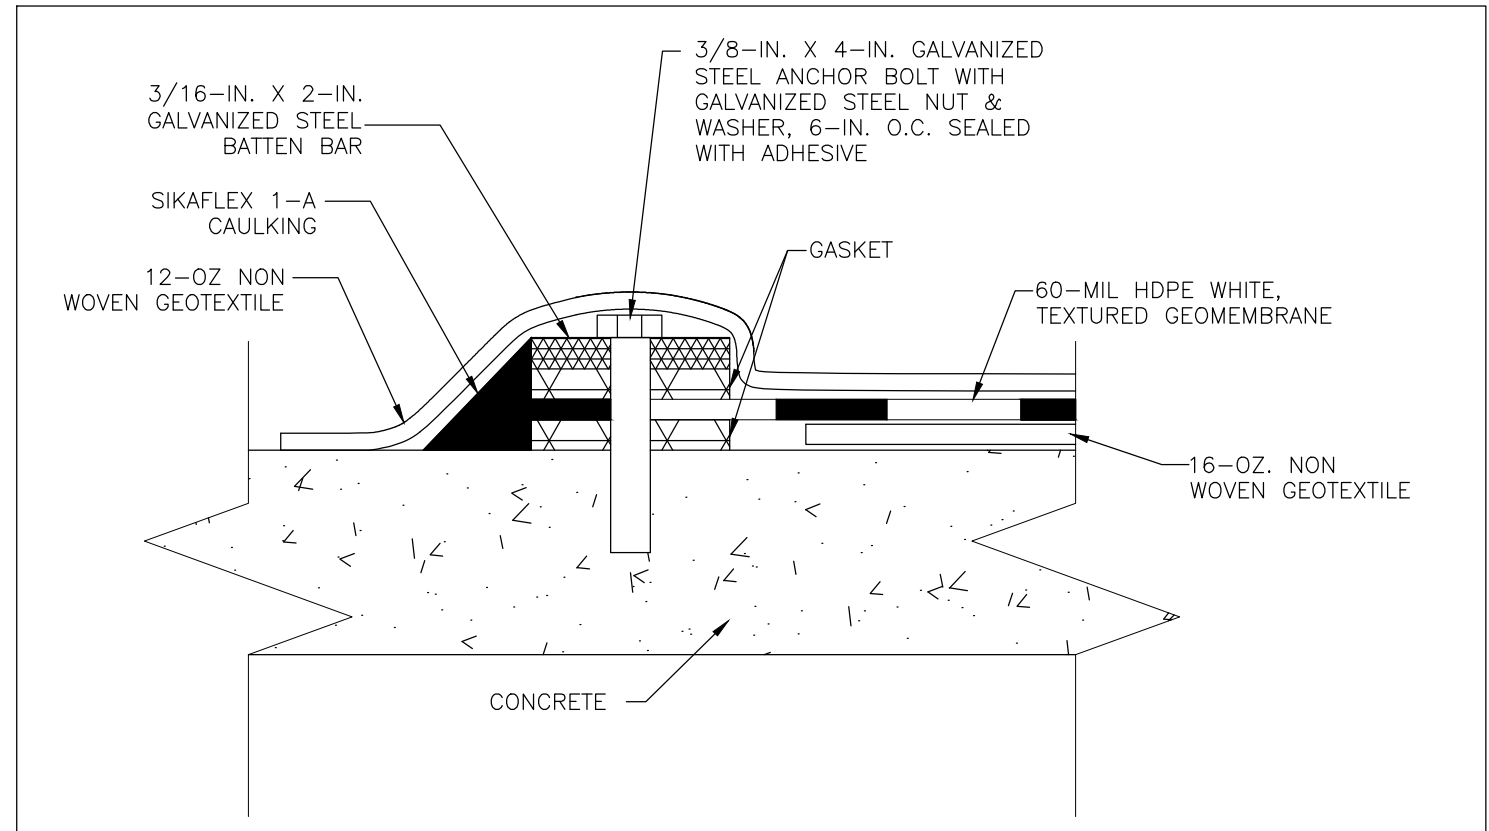 3/8-IN. X 4-IN. GALVANIZED
STEEL ANCHOR BOLT WITH
GALVANIZED STEEL NUT &
WASHER, 6-IN. O.C. SEALED
WITH ADHESIVE
3/16-IN. X 2-IN.
GALVANIZED STEEL
BATTEN BAR
SIKAFLEX 1-A
CAULKING
GASKET
12-OZ NON
WOVEN GEOTEXTILE
60-MIL HDPE WHITE,
TEXTURED GEOMEMBRANE
16-OZ. NON
WOVEN GEOTEXTILE
CONCRETE